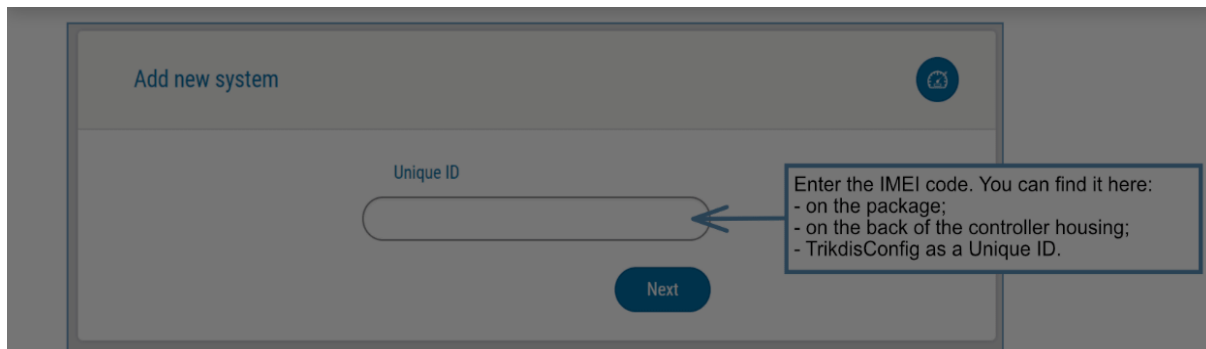 Add new system
Unique ID
Enter the IMEI code. You can find it here:
- on the package;
- on the back of the controller housing;
- TrikdisConfig as a Unique ID.
Next